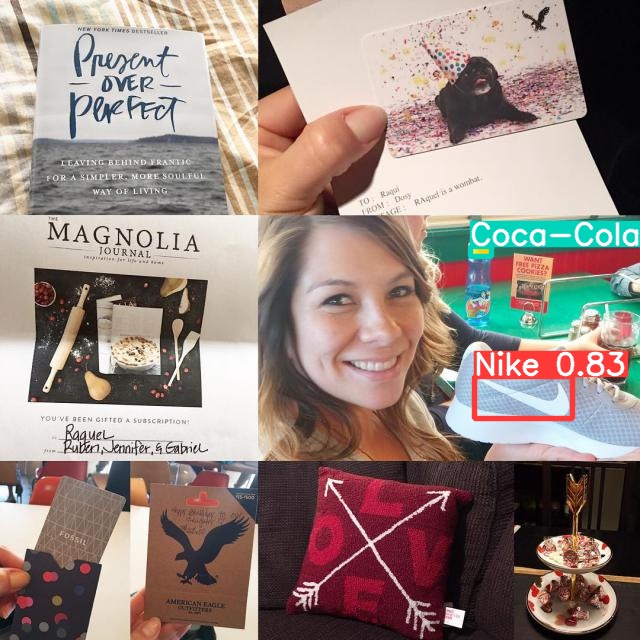 NEW YORK TIMES BESTSELLER
Present
OVER
PERFECT
LEAVING BEHIND FRANTIC
FOR A SIMPLER, MORE SOULFUL
WAY OF LIVING
TO : Raqui
FROM : Dosy
AGE : RAquel is a wombat.
THE
MAGNOLIA
JOURNAL
inspiration for life and home
YOU'VE BEEN GIFTED A SUBSCRIPTION!
to Raquel
from Ruben, Jennifer, & Gabriel
Coca-Cola
WANT
FREE PIZZA
COOKIES?
Nike 0.83
FOSSIL
$15-$500
AMERICAN EAGLE
OUTFITTERS
LOVE